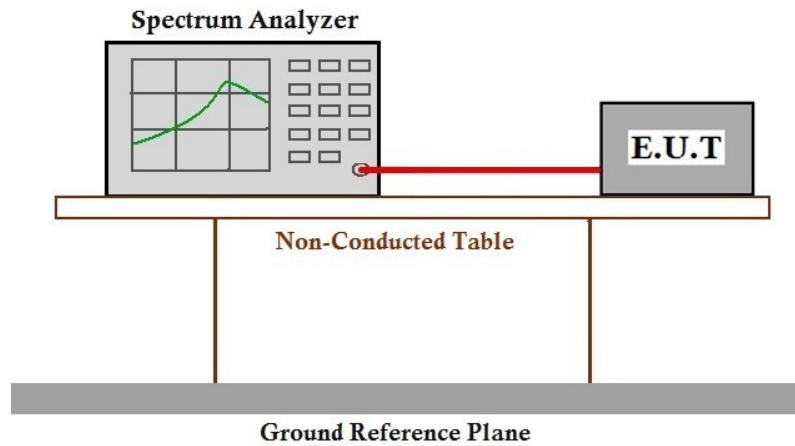 Spectrum Analyzer
E.U.T
Non-Conducted Table
Ground Reference Plane